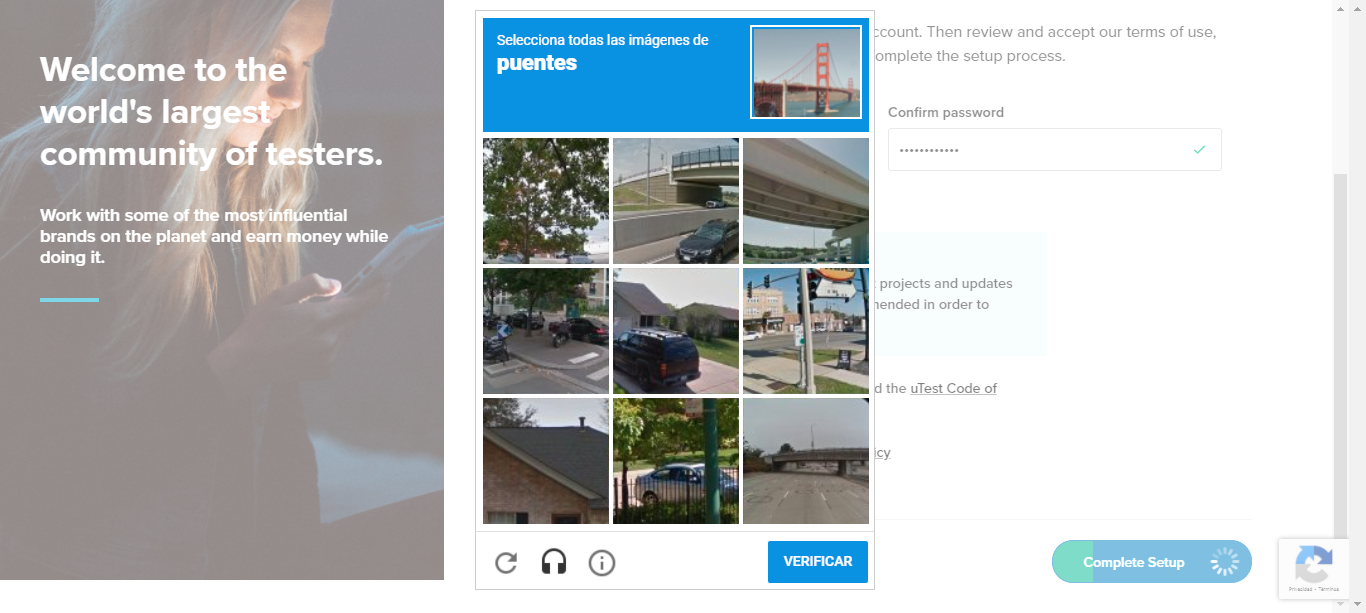 Welcome to the
world's largest
community of testers.
Work with some of the most influential
brands on the planet and earn money while
doing it.
Selecciona todas las imágenes de
puentes
VERIFICAR
ccount. Then review and accept our terms of use,
omplete the setup process.
Confirm password
projects and updates
nended in order to
d the uTest Code of
icy
Complete Setup
Privacidad - Términos